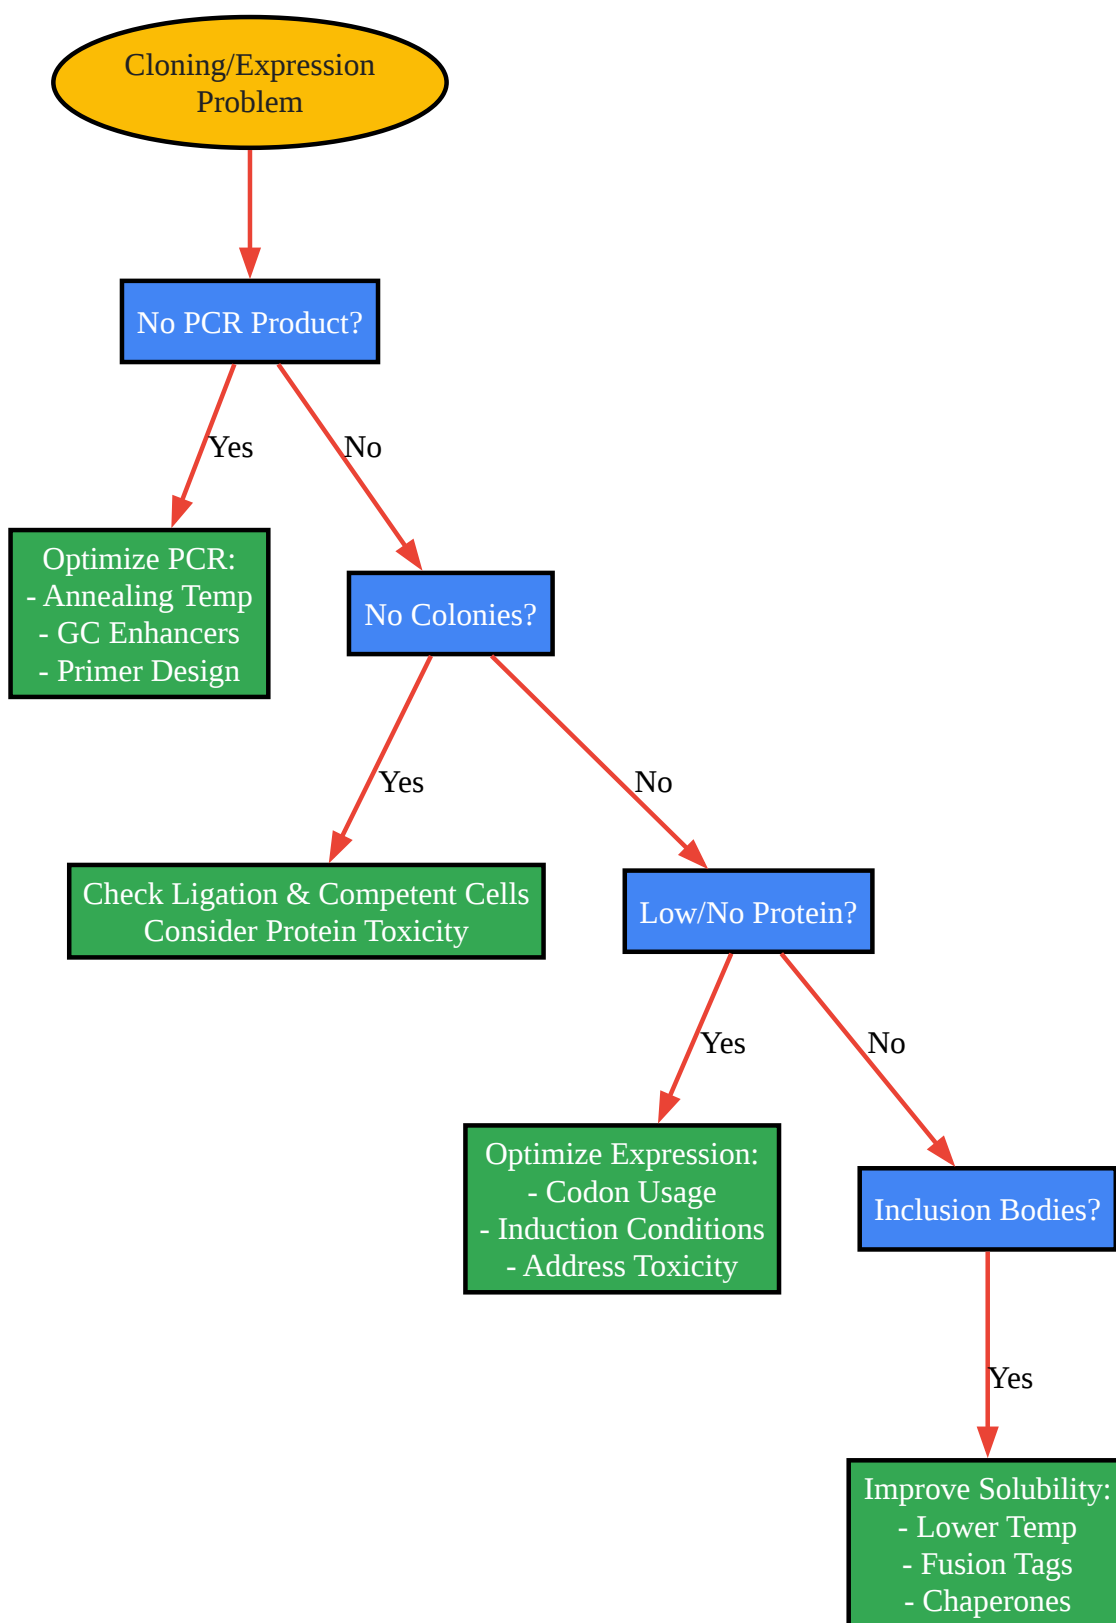 Cloning/Expression
Problem
No PCR Product?
Yes
No
Optimize PCR:
- Annealing Temp
- GC Enhancers
- Primer Design
No Colonies?
Yes
No
Check Ligation & Competent Cells
Consider Protein Toxicity
Low/No Protein?
Yes
No
Optimize Expression:
- Codon Usage
- Induction Conditions
- Address Toxicity
Inclusion Bodies?
Yes
Improve Solubility:
- Lower Temp
- Fusion Tags
- Chaperones